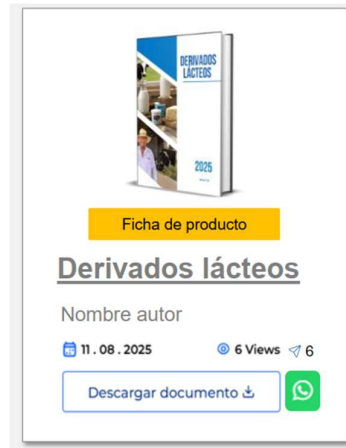 DERIVADOS
LÁCTEOS
2025
Ficha de producto
Derivados lácteos
Nombre autor
11 . 08 . 2025 6 Views 6
Descargar documento